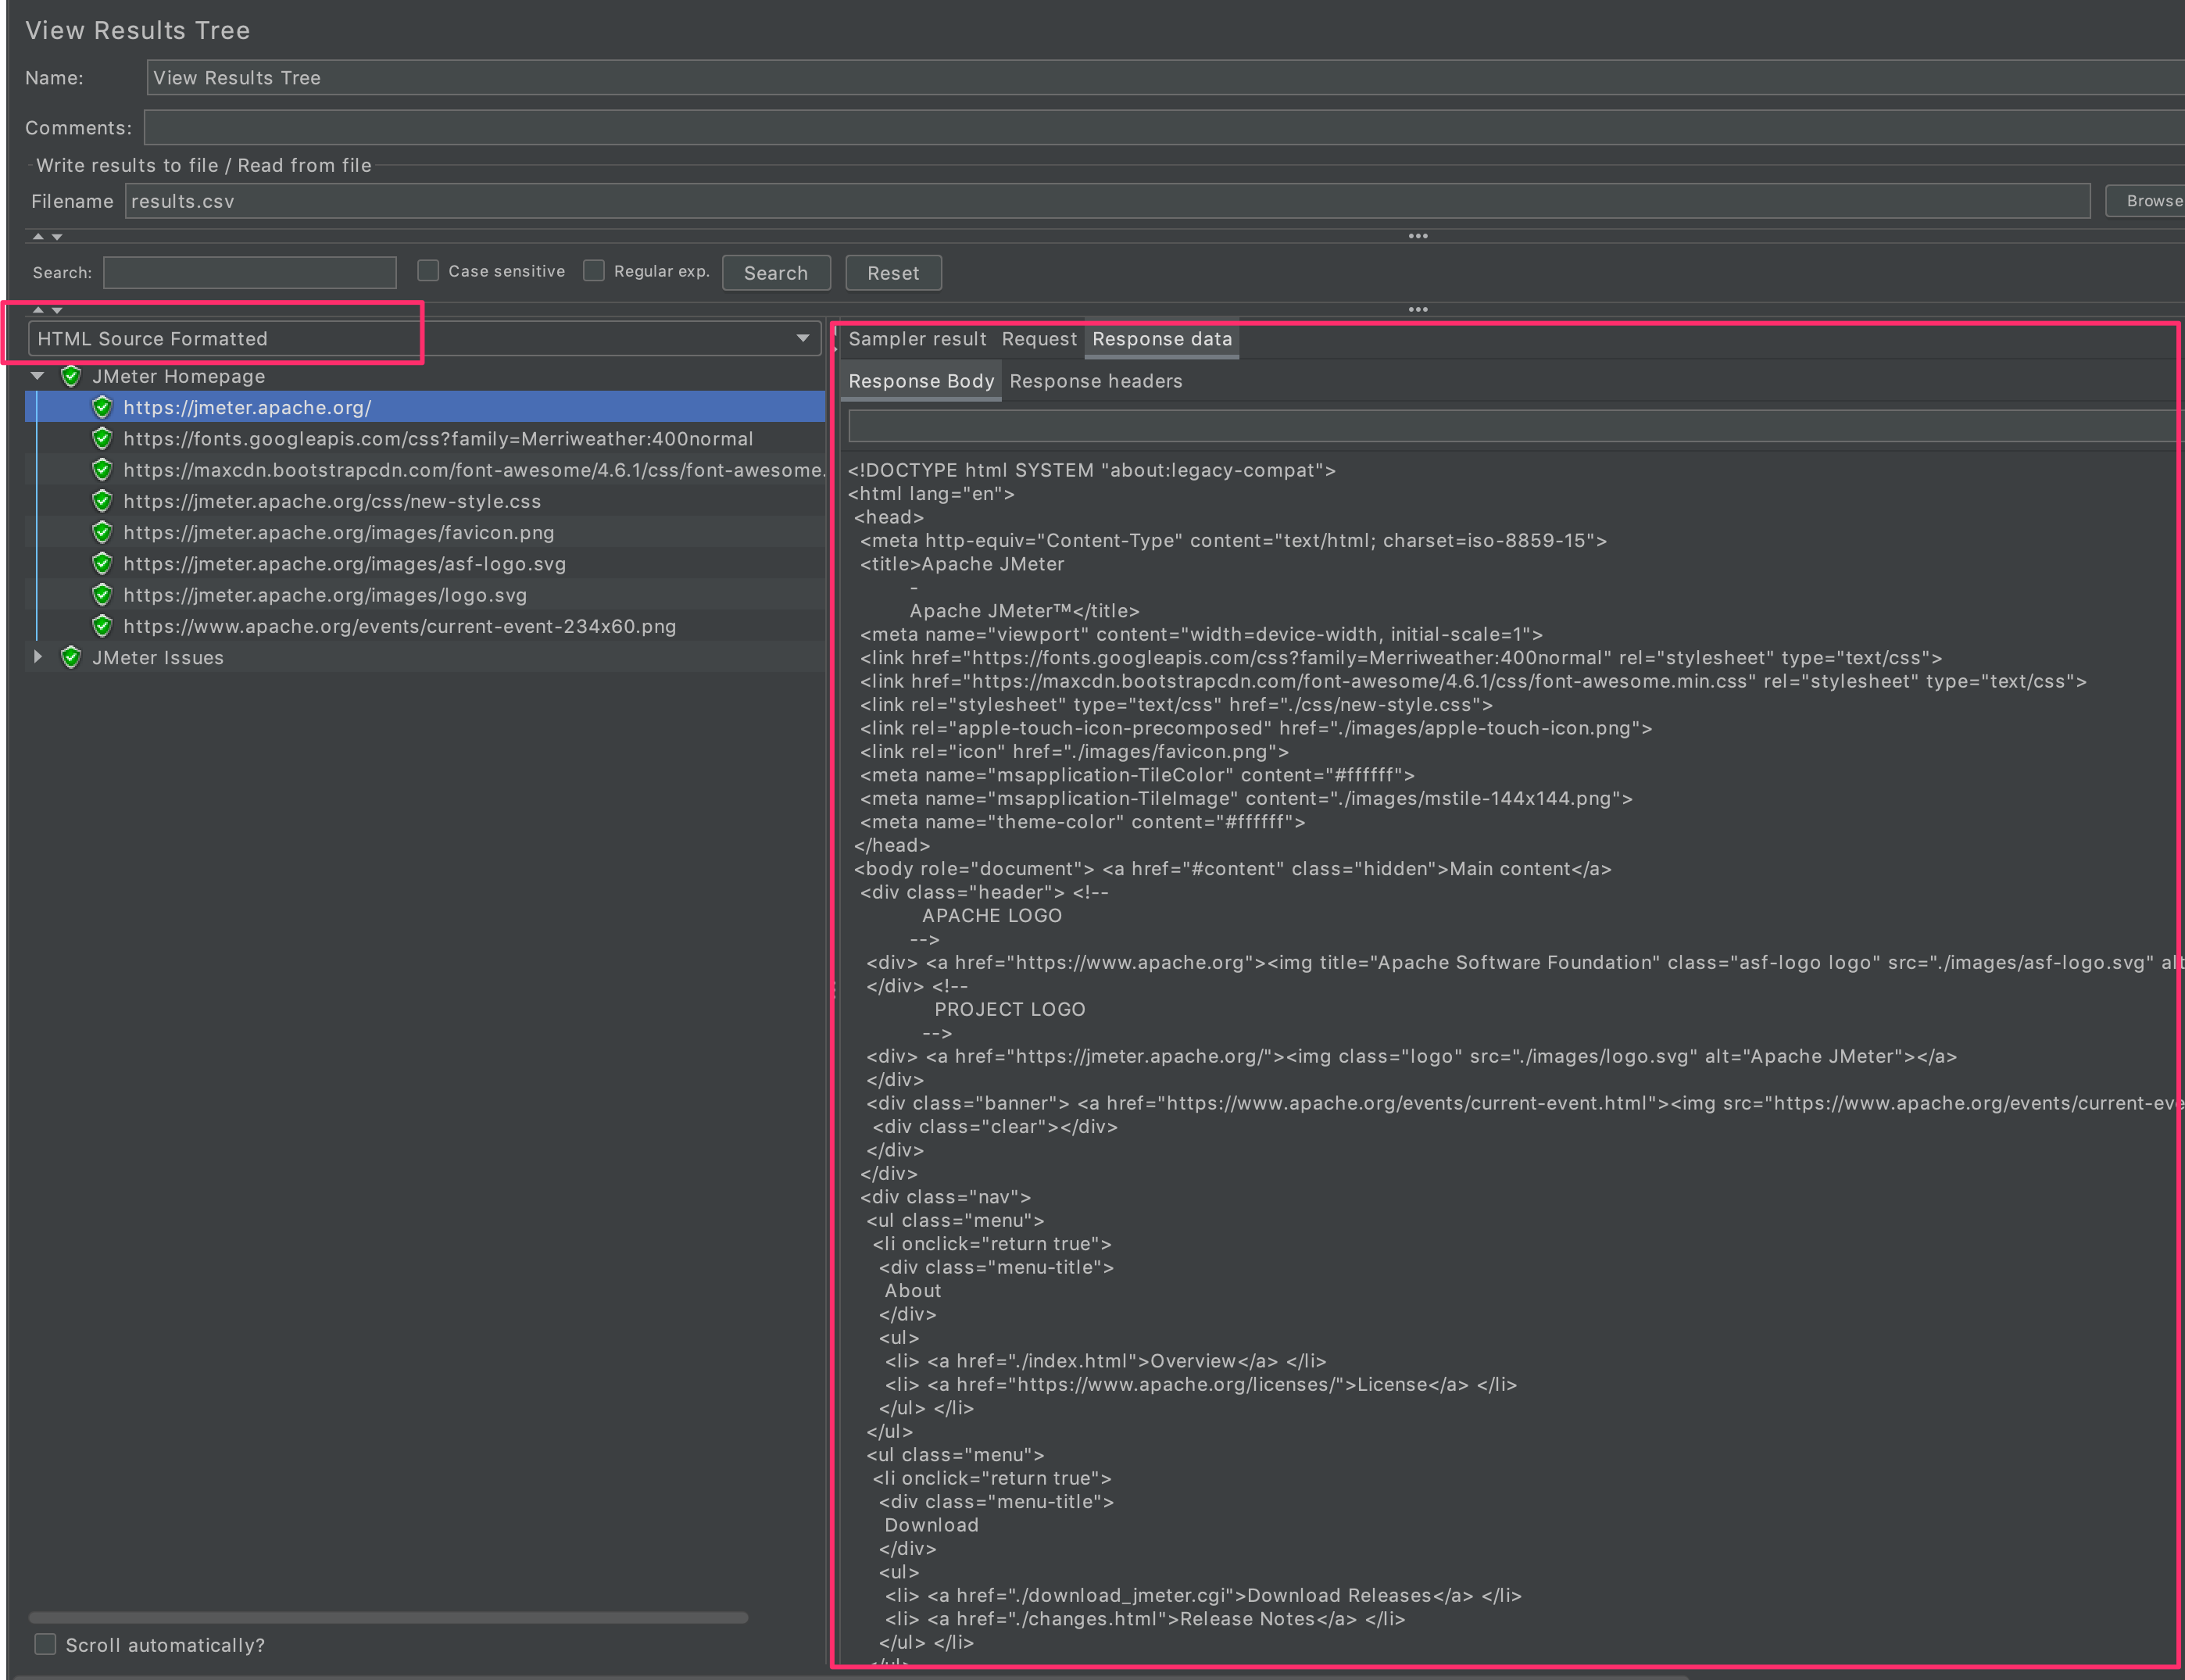 View Results Tree
Name: View Results Tree
Comments:
Write results to file / Read from file
Filename results.csv Browse
Search: Case sensitive Regular exp. Search Reset
HTML Source Formatted
JMeter Homepage
https://jmeter.apache.org/
https://fonts.googleapis.com/css?family=Merriweather:400normal
https://maxcdn.bootstrapcdn.com/font-awesome/4.6.1/css/font-awesome.
https://jmeter.apache.org/css/new-style.css
https://jmeter.apache.org/images/favicon.png
https://jmeter.apache.org/images/asf-logo.svg
https://jmeter.apache.org/images/logo.svg
https://www.apache.org/events/current-event-234x60.png
JMeter Issues
Scroll automatically?
Sampler result Request Response data
Response Body Response headers
<!DOCTYPE html SYSTEM "about:legacy-compat">
<html lang="en">
<head>
<meta http-equiv="Content-Type" content="text/html; charset=iso-8859-15">
<title>Apache JMeter
-
Apache JMeter™</title>
<meta name="viewport" content="width=device-width, initial-scale=1">
<link href="https://fonts.googleapis.com/css?family=Merriweather:400normal" rel="stylesheet" type="text/css">
<link href="https://maxcdn.bootstrapcdn.com/font-awesome/4.6.1/css/font-awesome.min.css" rel="stylesheet" type="text/css">
<link rel="stylesheet" type="text/css" href="./css/new-style.css">
<link rel="apple-touch-icon-precomposed" href="./images/apple-touch-icon.png">
<link rel="icon" href="./images/favicon.png">
<meta name="msapplication-TileColor" content="#ffffff">
<meta name="msapplication-TileImage" content="./images/mstile-144x144.png">
<meta name="theme-color" content="#ffffff">
</head>
<body role="document"> <a href="#content" class="hidden">Main content</a>
<div class="header"> <!--
APACHE LOGO
-->
<div> <a href="https://www.apache.org"><img title="Apache Software Foundation" class="asf-logo logo" src="./images/asf-logo.svg" alt
</div> <!--
PROJECT LOGO
-->
<div> <a href="https://jmeter.apache.org/"><img class="logo" src="./images/logo.svg" alt="Apache JMeter"></a>
</div>
<div class="banner"> <a href="https://www.apache.org/events/current-event.html"><img src="https://www.apache.org/events/current-eve
<div class="clear"></div>
</div>
</div>
<div class="nav">
<ul class="menu">
<li onclick="return true">
<div class="menu-title">
About
</div>
<ul>
<li> <a href="./index.html">Overview</a> </li>
<li> <a href="https://www.apache.org/licenses/">License</a> </li>
</ul> </li>
</ul>
<ul class="menu">
<li onclick="return true">
<div class="menu-title">
Download
</div>
<ul>
<li> <a href="./download_jmeter.cgi">Download Releases</a> </li>
<li> <a href="./changes.html">Release Notes</a> </li>
</ul> </li>